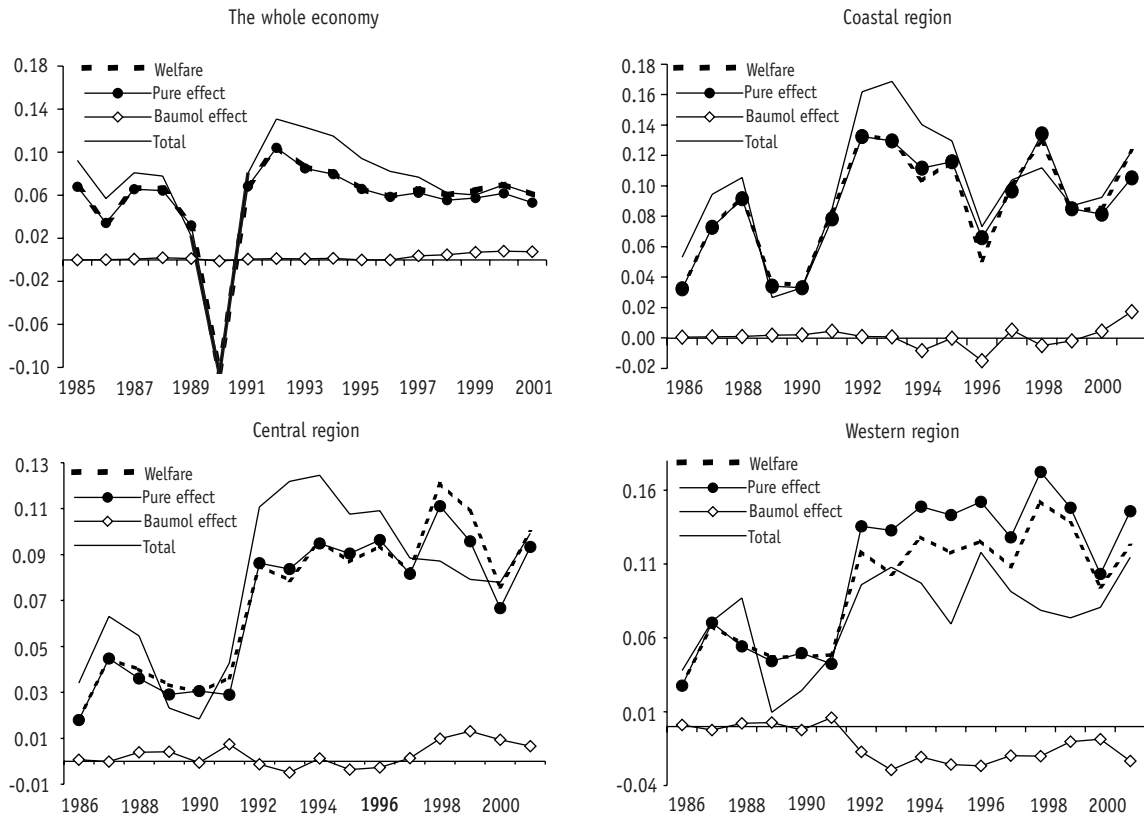 The whole economy
0.18
0.14
0.10
0.06
0.02
-0.02
-0.06
-0.10
Welfare
Pure effect
Baumol effect
Total
1985 1987 1989 1991 1993 1995 1997 1999 2001
Coastal region
0.18
0.16
0.14
0.12
0.10
0.08
0.06
0.04
0.02
0.00
-0.02
Welfare
Pure effect
Baumol effect
Total
1986 1988 1990 1992 1994 1996 1998 2000
Central region
0.13
0.11
0.09
0.07
0.05
0.03
0.01
-0.01
Welfare
Pure effect
Baumol effect
Total
1986 1988 1990 1992 1994 1996 1998 2000
Western region
0.16
0.11
0.06
0.01
-0.04
Welfare
Pure effect
Baumol effect
Total
1986 1988 1990 1992 1994 1996 1998 2000